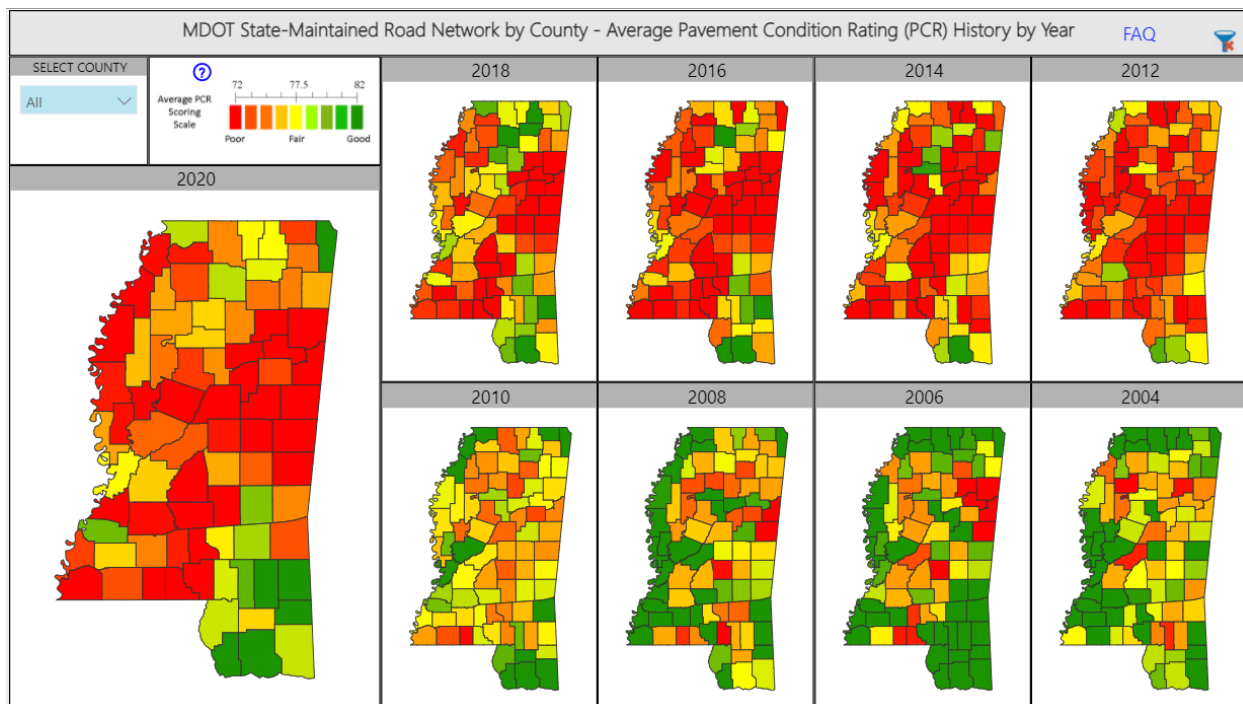 MDOT State-Maintained Road Network by County - Average Pavement Condition Rating (PCR) History by Year
FAQ
SELECT COUNTY
All
?
Average PCR
Scoring
Scale
72 77.5 82
Poor Fair Good
2020
2018
2016
2014
2012
2010
2008
2006
2004